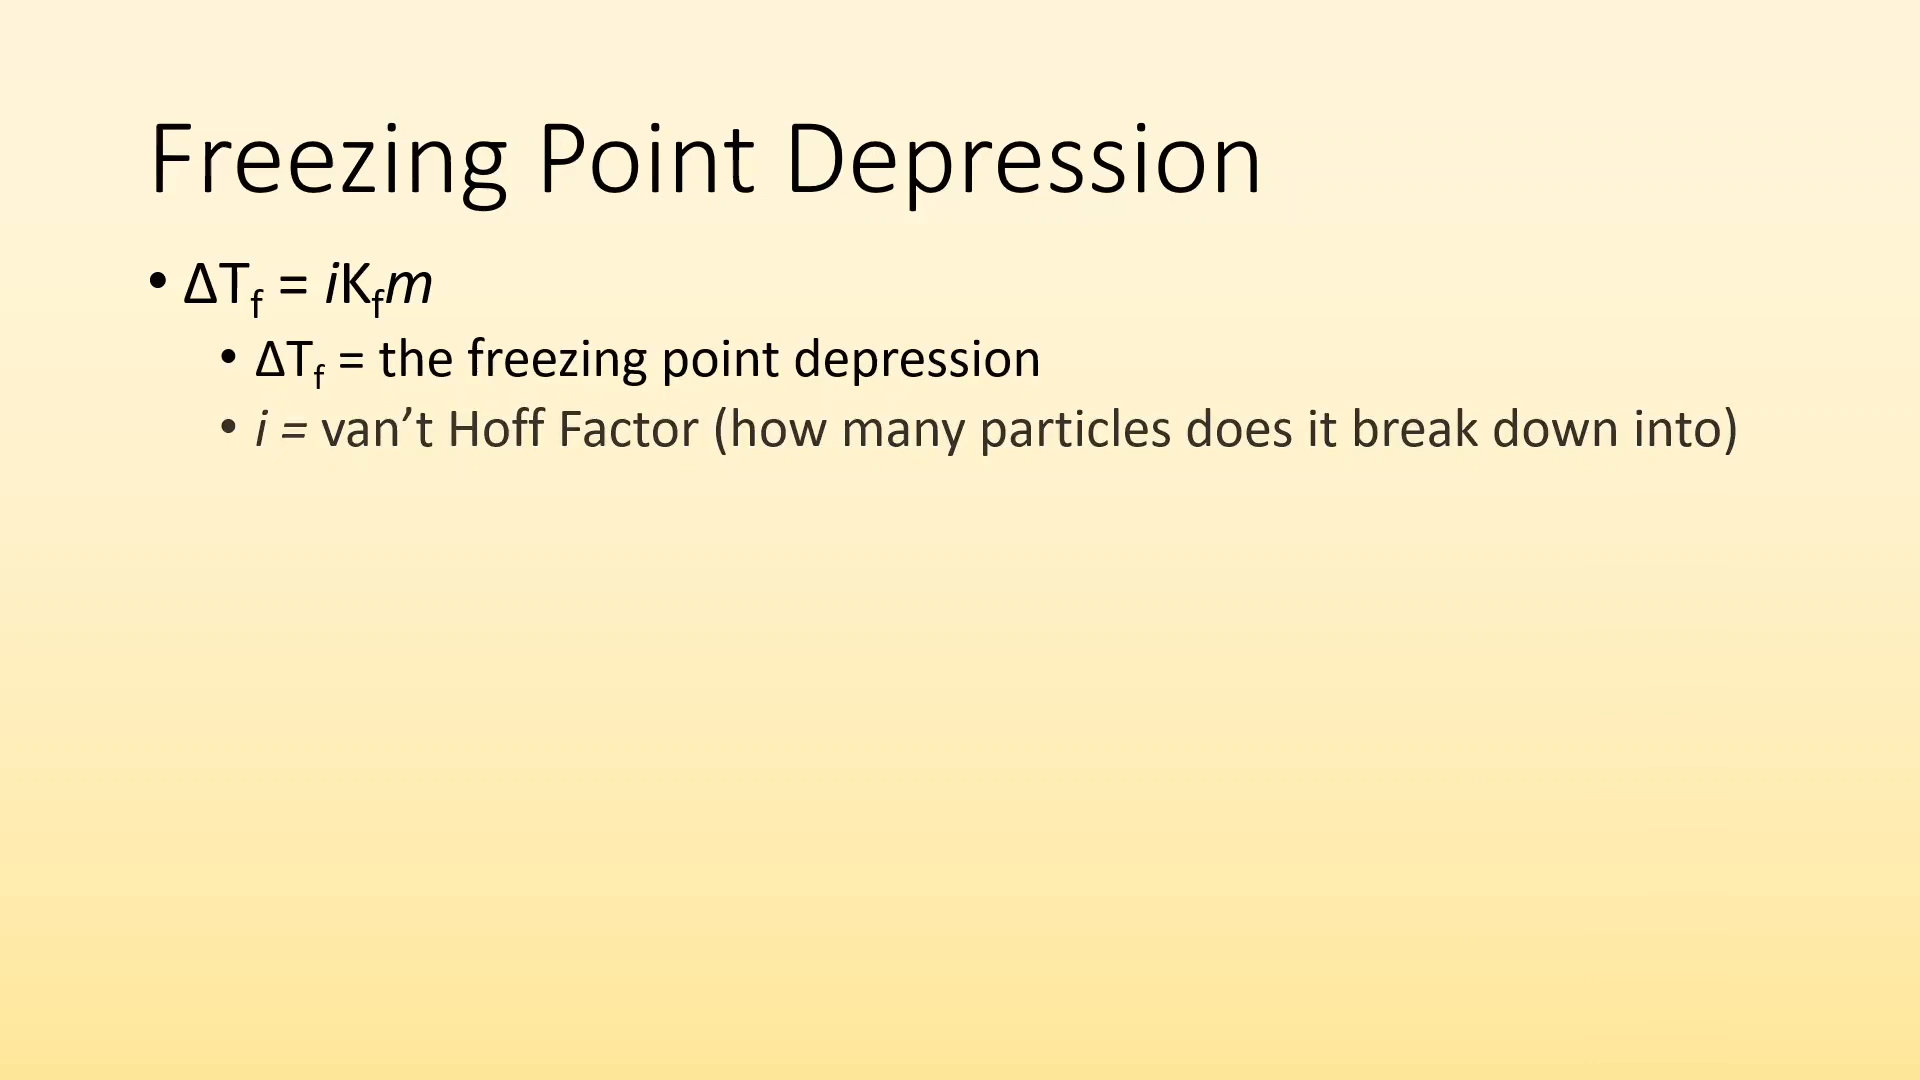 Freezing Point Depression
• ΔTf = iKfm
• ΔTf = the freezing point depression
• i = van’t Hoff Factor (how many particles does it break down into)